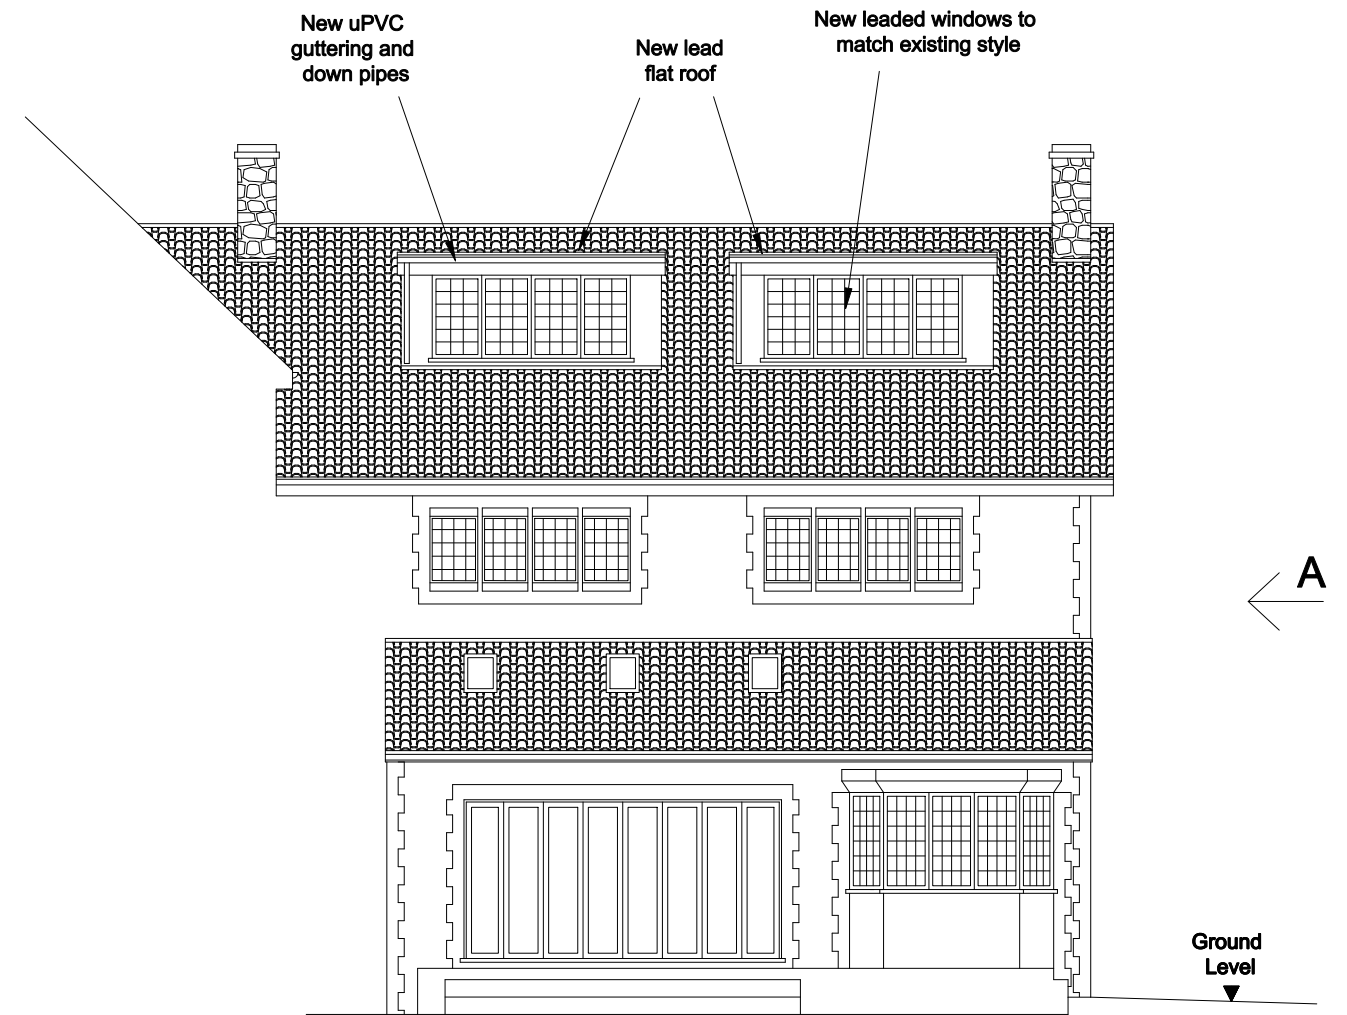 New uPVC
guttering and
down pipes
New lead
flat roof
New leaded windows to
match existing style
A
Ground
Level